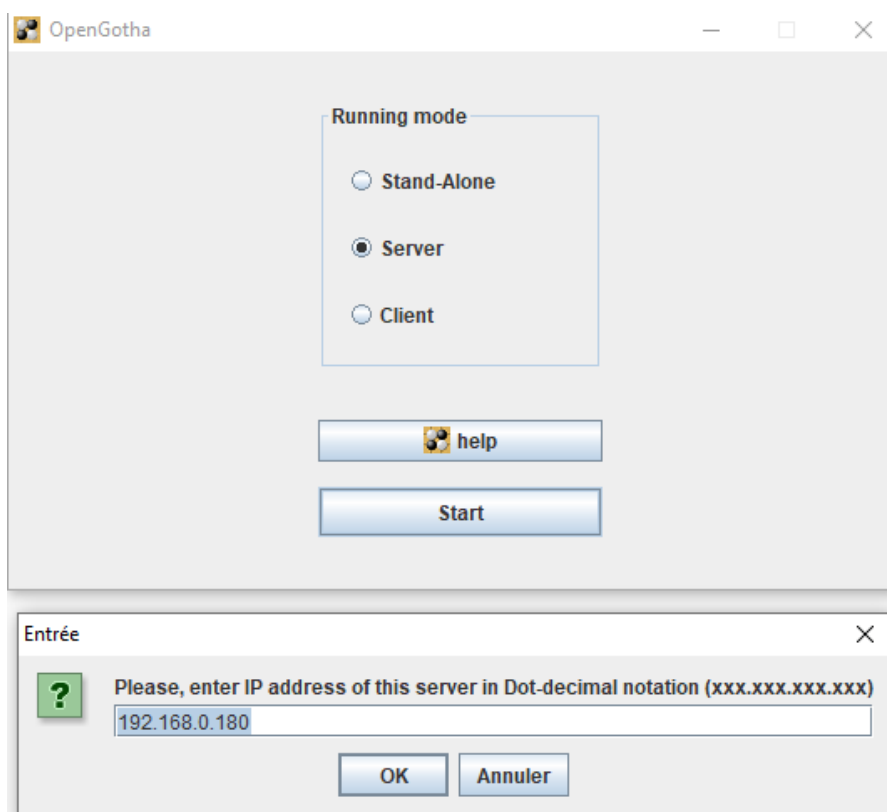 OpenGotha
Running mode
Stand-Alone
Server
Client
help
Start
Entrée
?
Please, enter IP address of this server in Dot-decimal notation (xxx.xxx.xxx.xxx)
192.168.0.180
OK Annuler